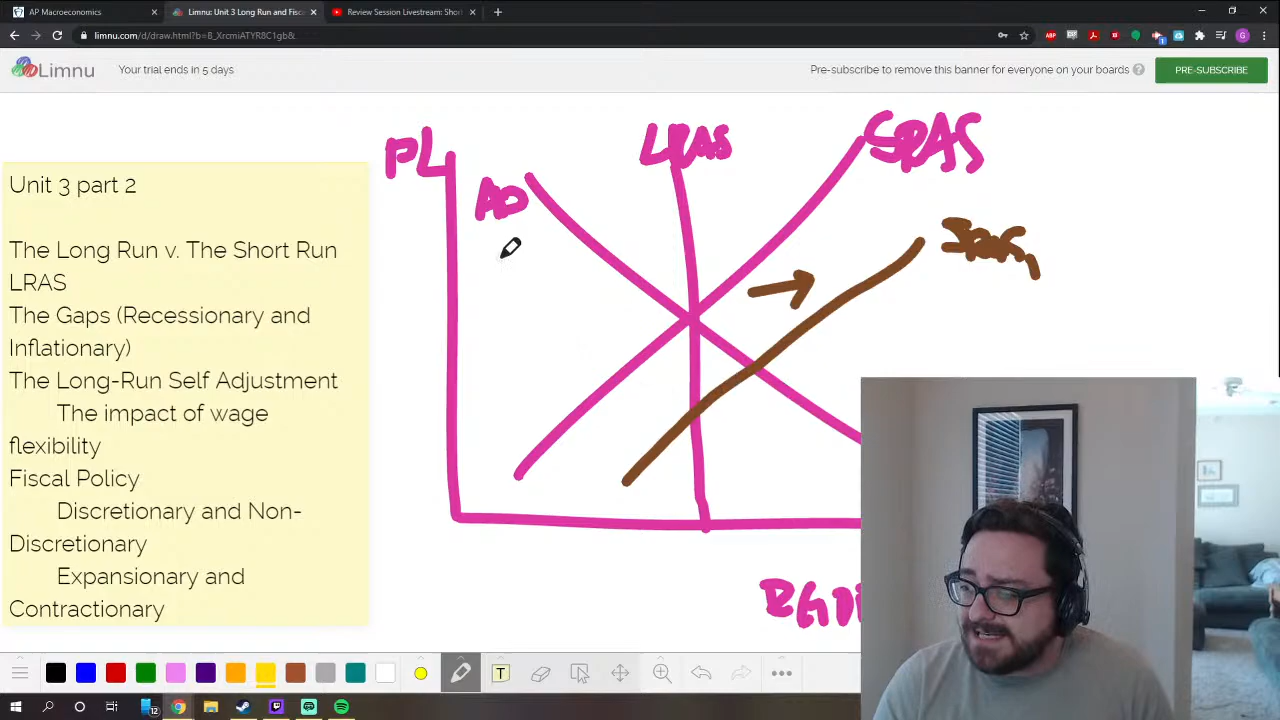 AP Macroeconomics
Limnu: Unit 3 Long Run and Fisc
Review Session Livestream: Short
limnu.com/d/draw.html?b=B_XrcmiATYR8C1gb&
Limnu
Your trial ends in 5 days
Pre-subscribe to remove this banner for everyone on your boards
PRE-SUBSCRIBE
Unit 3 part 2
The Long Run v. The Short Run
LRAS
The Gaps (Recessionary and
Inflationary)
The Long-Run Self Adjustment
The impact of wage
flexibility
Fiscal Policy
Discretionary and Non-
Discretionary
Expansionary and
Contractionary
PL
AD
LRAS
SRAS
SRAS1
RGDP
T